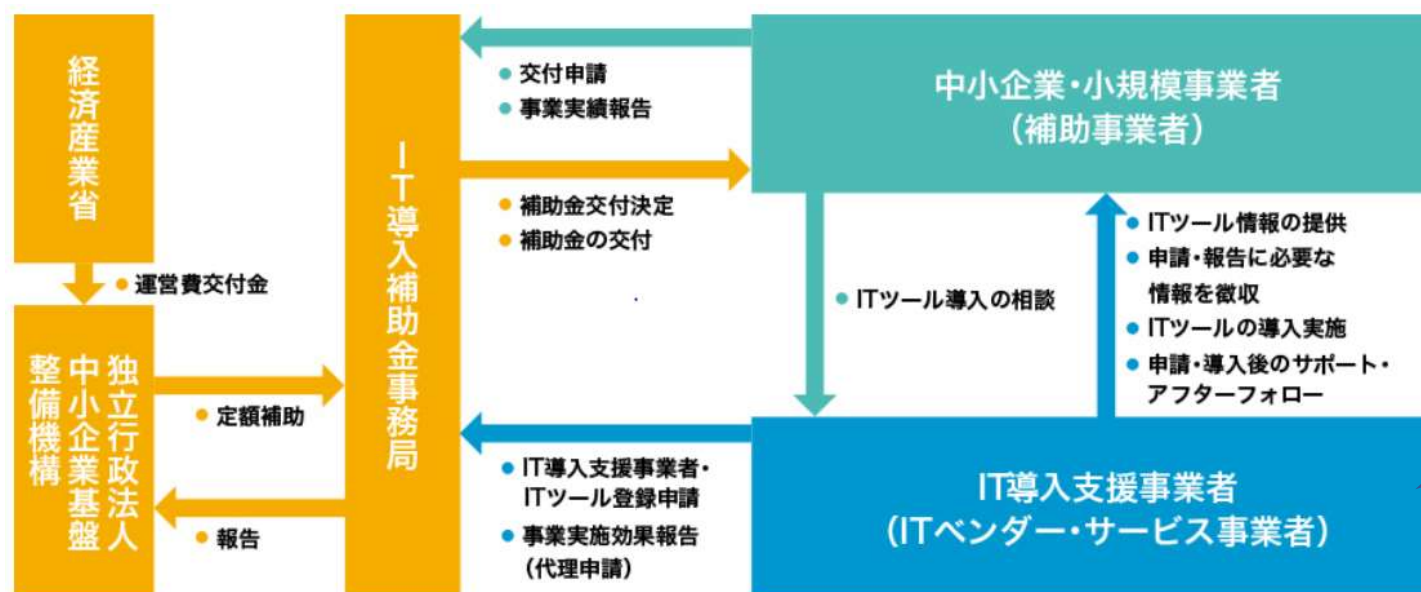 経済産業省
運営費交付金
独立行政法人
中小企業基盤
整備機構
定額補助
報告
IT導入補助金事務局
交付申請
事業実績報告
補助金交付決定
補助金の交付
IT導入支援事業者・
ITツール登録申請
事業実施効果報告
（代理申請）
中小企業・小規模事業者
（補助事業者）
ITツール導入の相談
ITツール情報の提供
申請・報告に必要な
情報を徴収
ITツールの導入実施
申請・導入後のサポート・
アフターフォロー
IT導入支援事業者
（ITベンダー・サービス事業者）